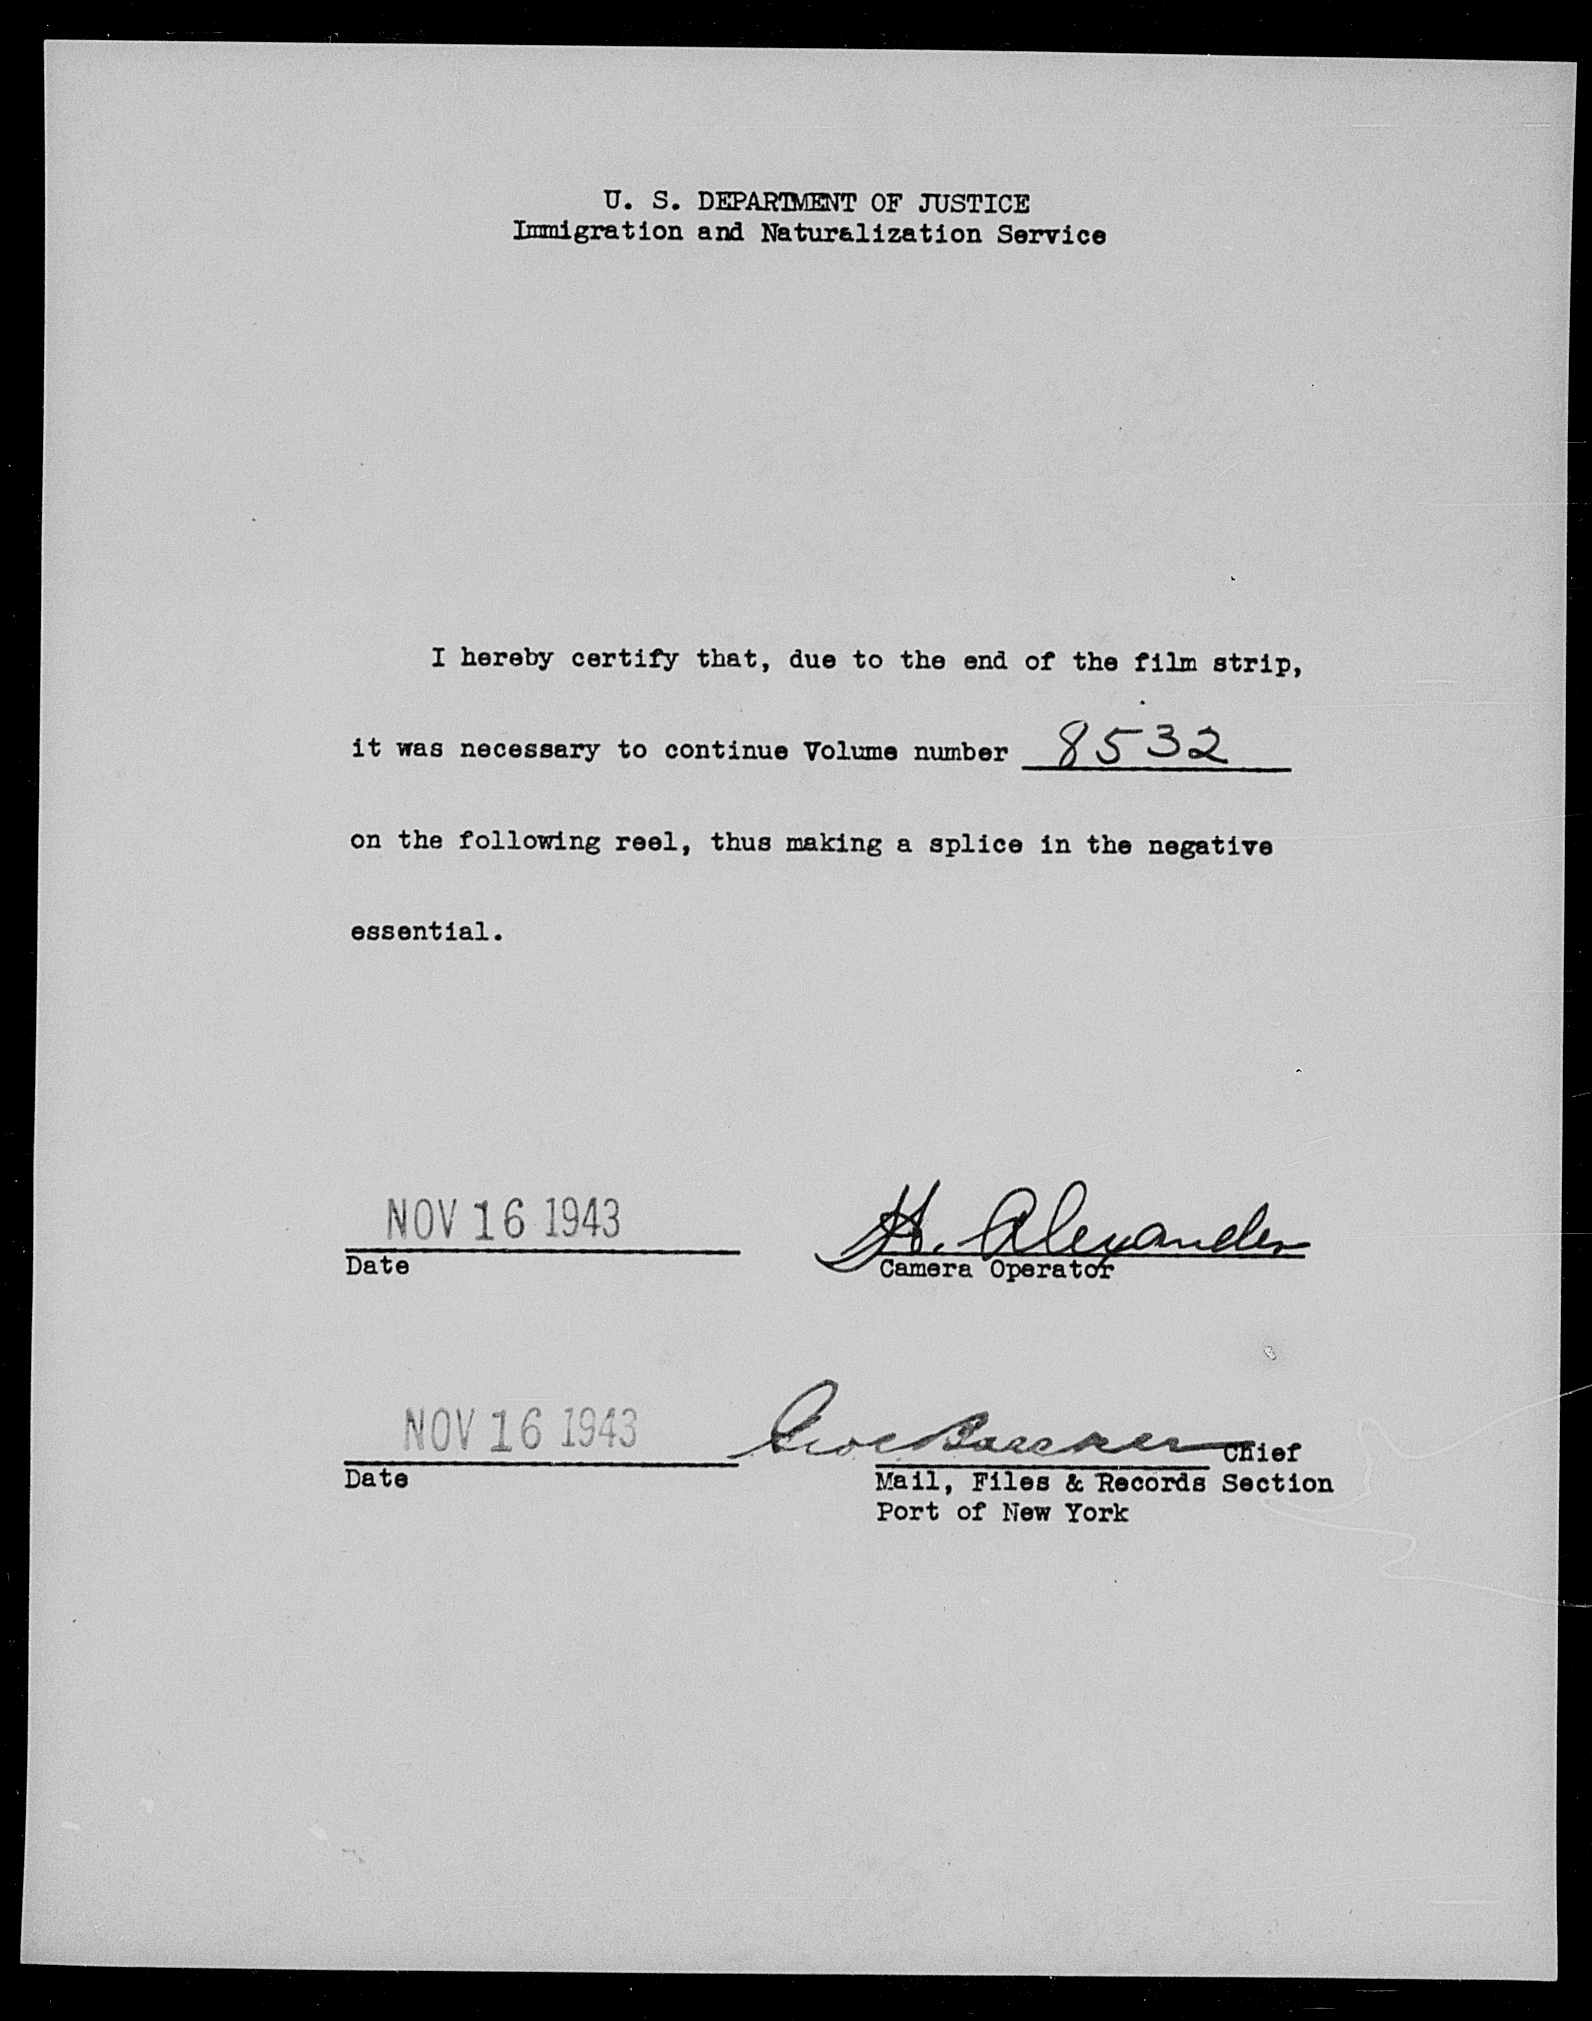 U. S. DEPARTMENT OF JUSTICE
Immigration and Naturalization Service
I hereby certify that, due to the end of the film strip,
it was necessary to continue Volume number 8532
on the following reel, thus making a splice in the negative
essential.
NOV 16 1943
H. Alexander
Date
Camera Operator
NOV 16 1943
Chief
Date
Mail, Files & Records Section
Port of New York